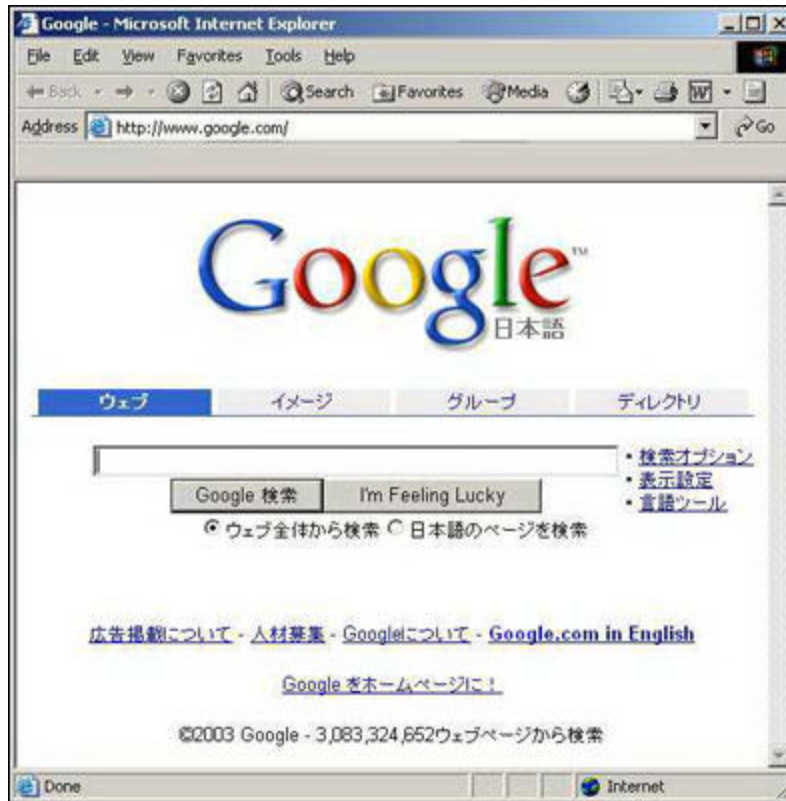 Google - Microsoft Internet Explorer
File Edit View Favorites Tools Help
Back Search Favorites Media
Address http://www.google.com/ Go
Google™
日本語
ウェブ イメージ グループ ディレクトリ
・検索オプション
・表示設定
・言語ツール
Google 検索 I'm Feeling Lucky
ウェブ全体から検索 日本語のページを検索
広告掲載について - 人材募集 - Googleについて - Google.com in English
Google をホームページに！
©2003 Google - 3,083,324,652ウェブページから検索
Done Internet